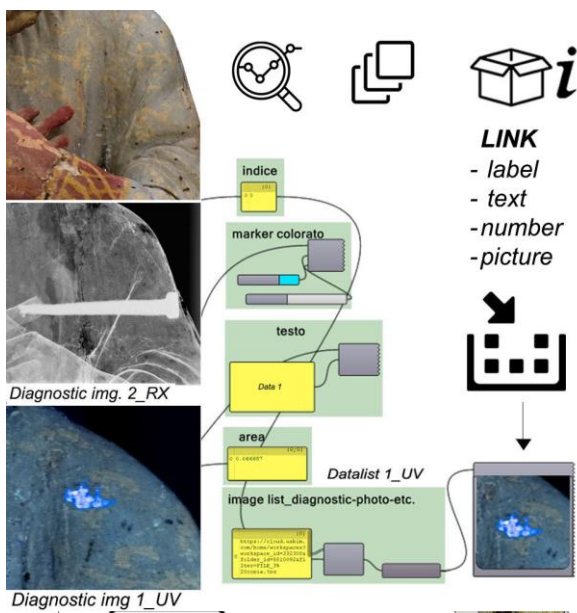 LINK
- label
- text
-number
-picture
indice
marker colorato
testo
Data 1
Diagnostic img. 2_RX
area
Datalist 1_UV
image list_diagnostic-photo-etc.
Diagnostic img 1_UV